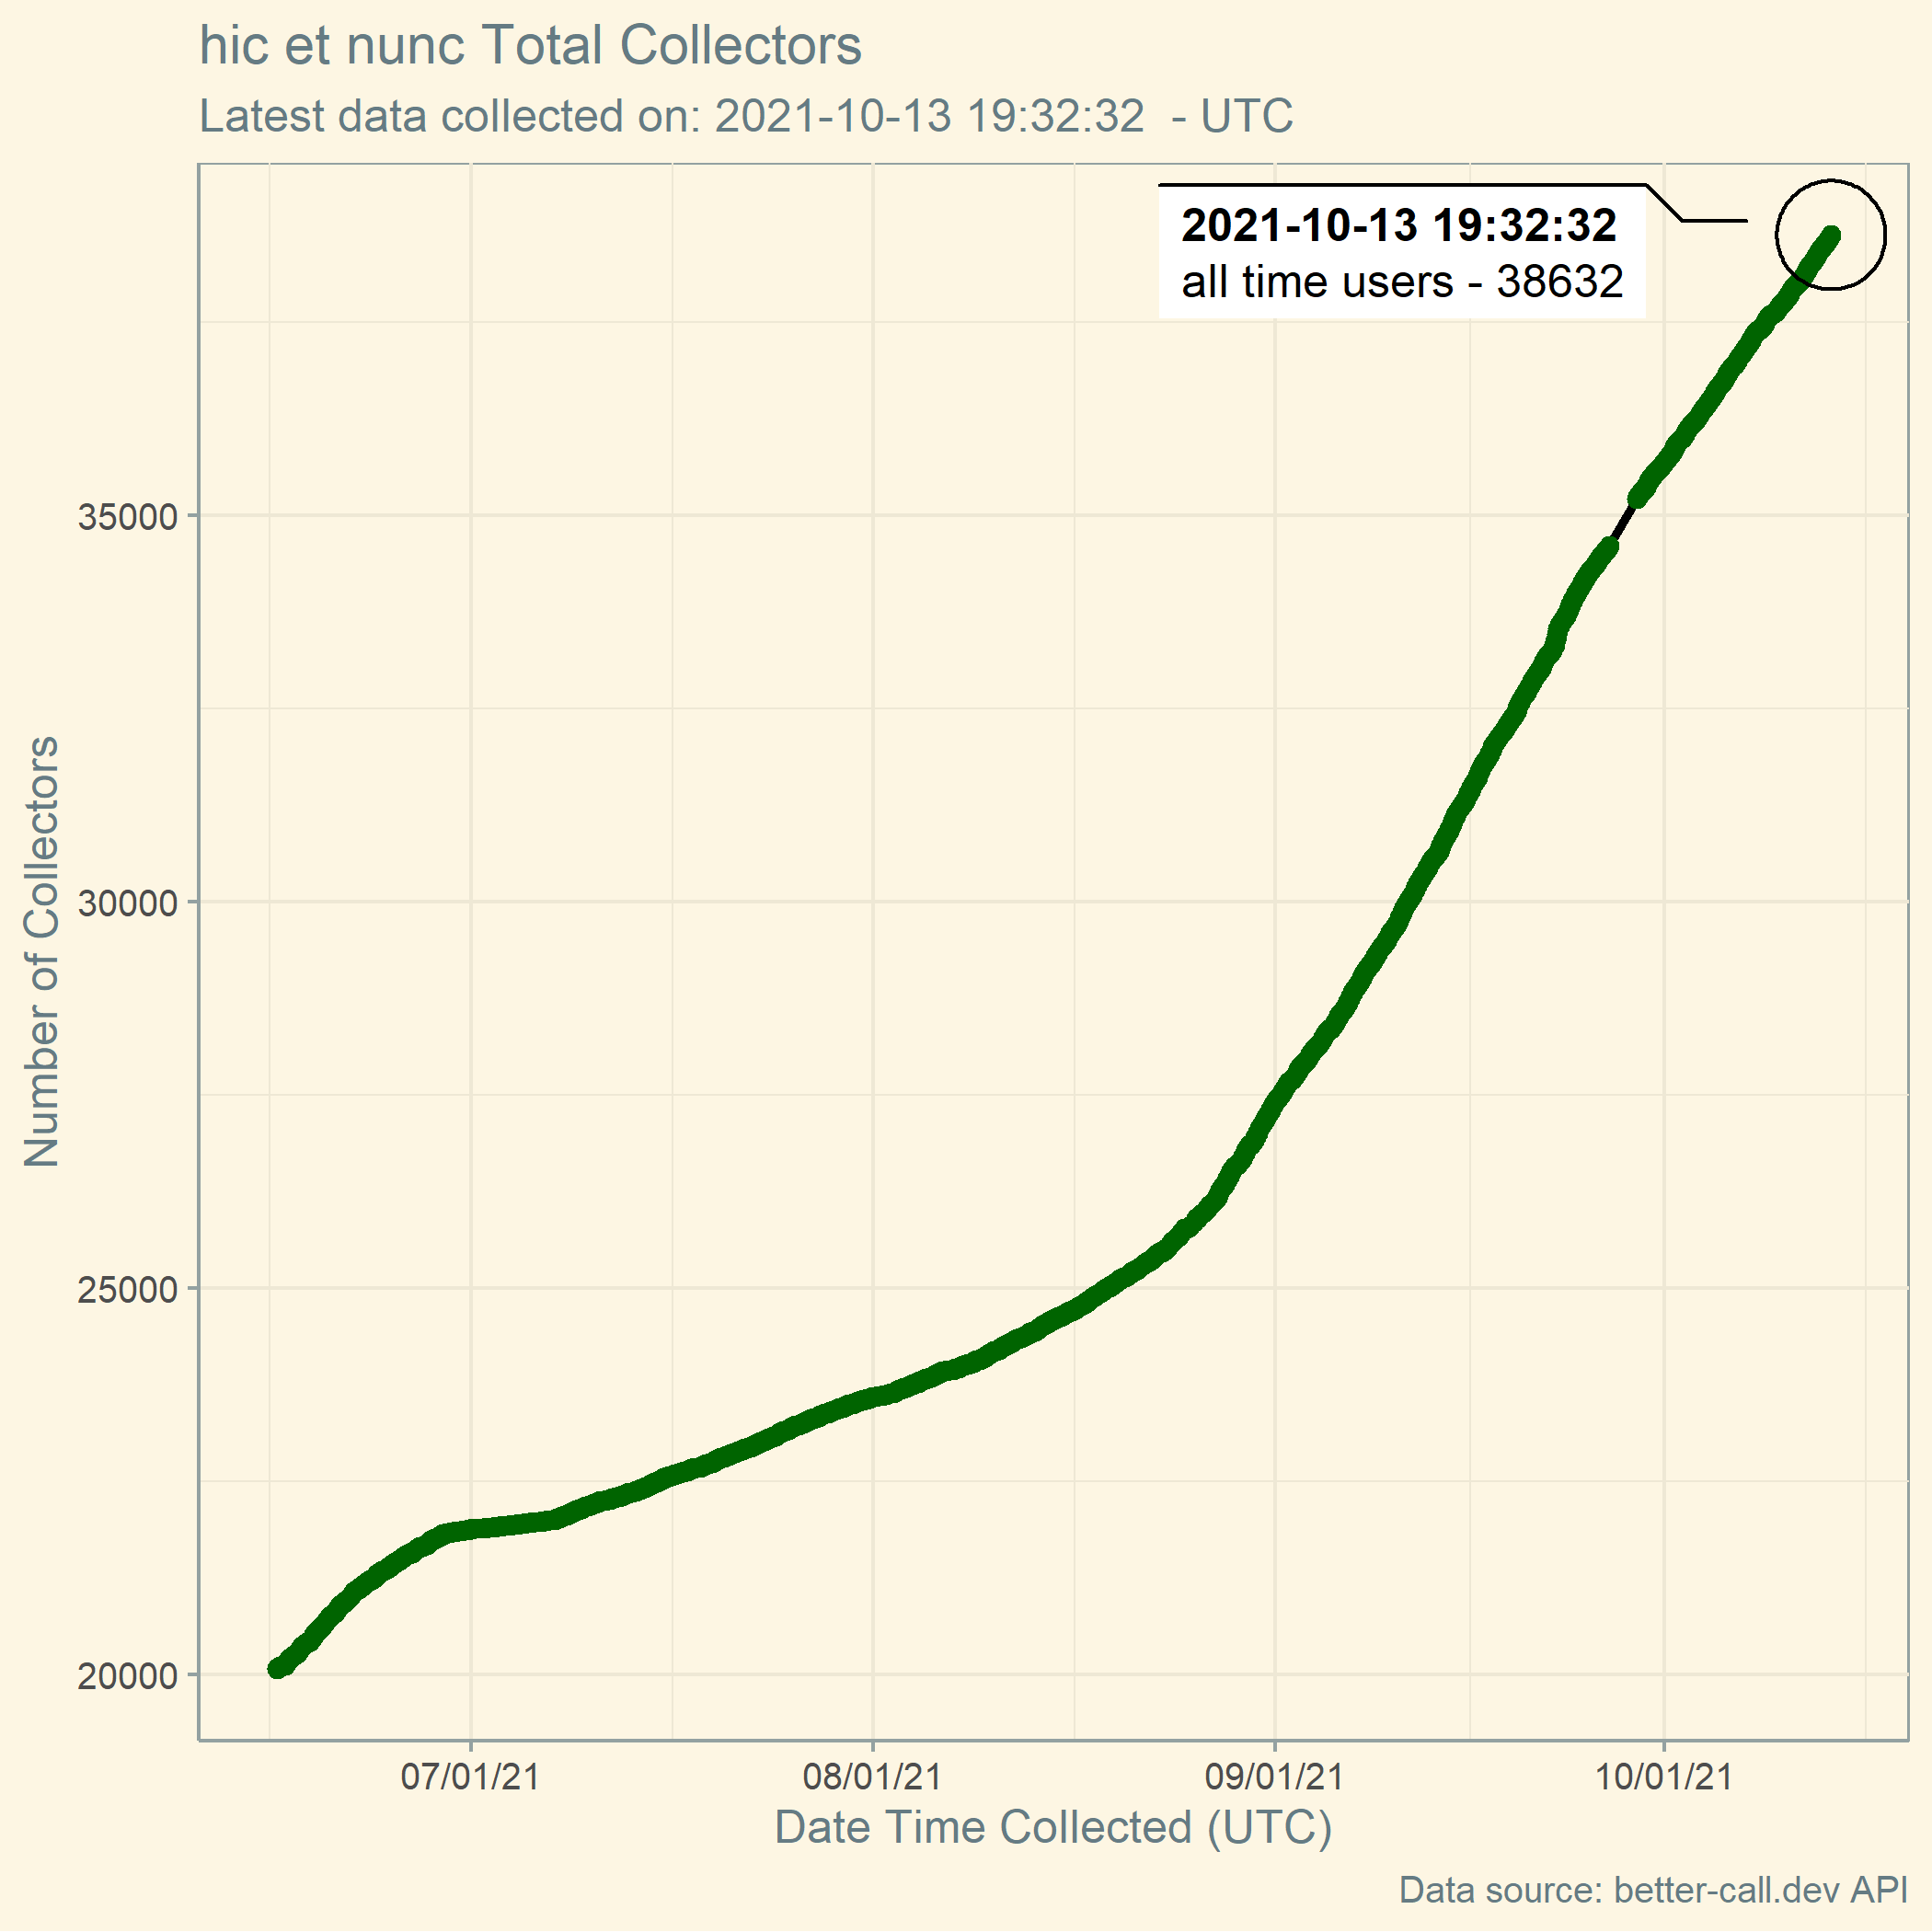 hic et nunc Total Collectors
Latest data collected on: 2021-10-13 19:32:32  - UTC
2021-10-13 19:32:32
all time users - 38632
Number of Collectors
35000
30000
25000
20000
07/01/21
08/01/21
09/01/21
10/01/21
Date Time Collected (UTC)
Data source: better-call.dev API